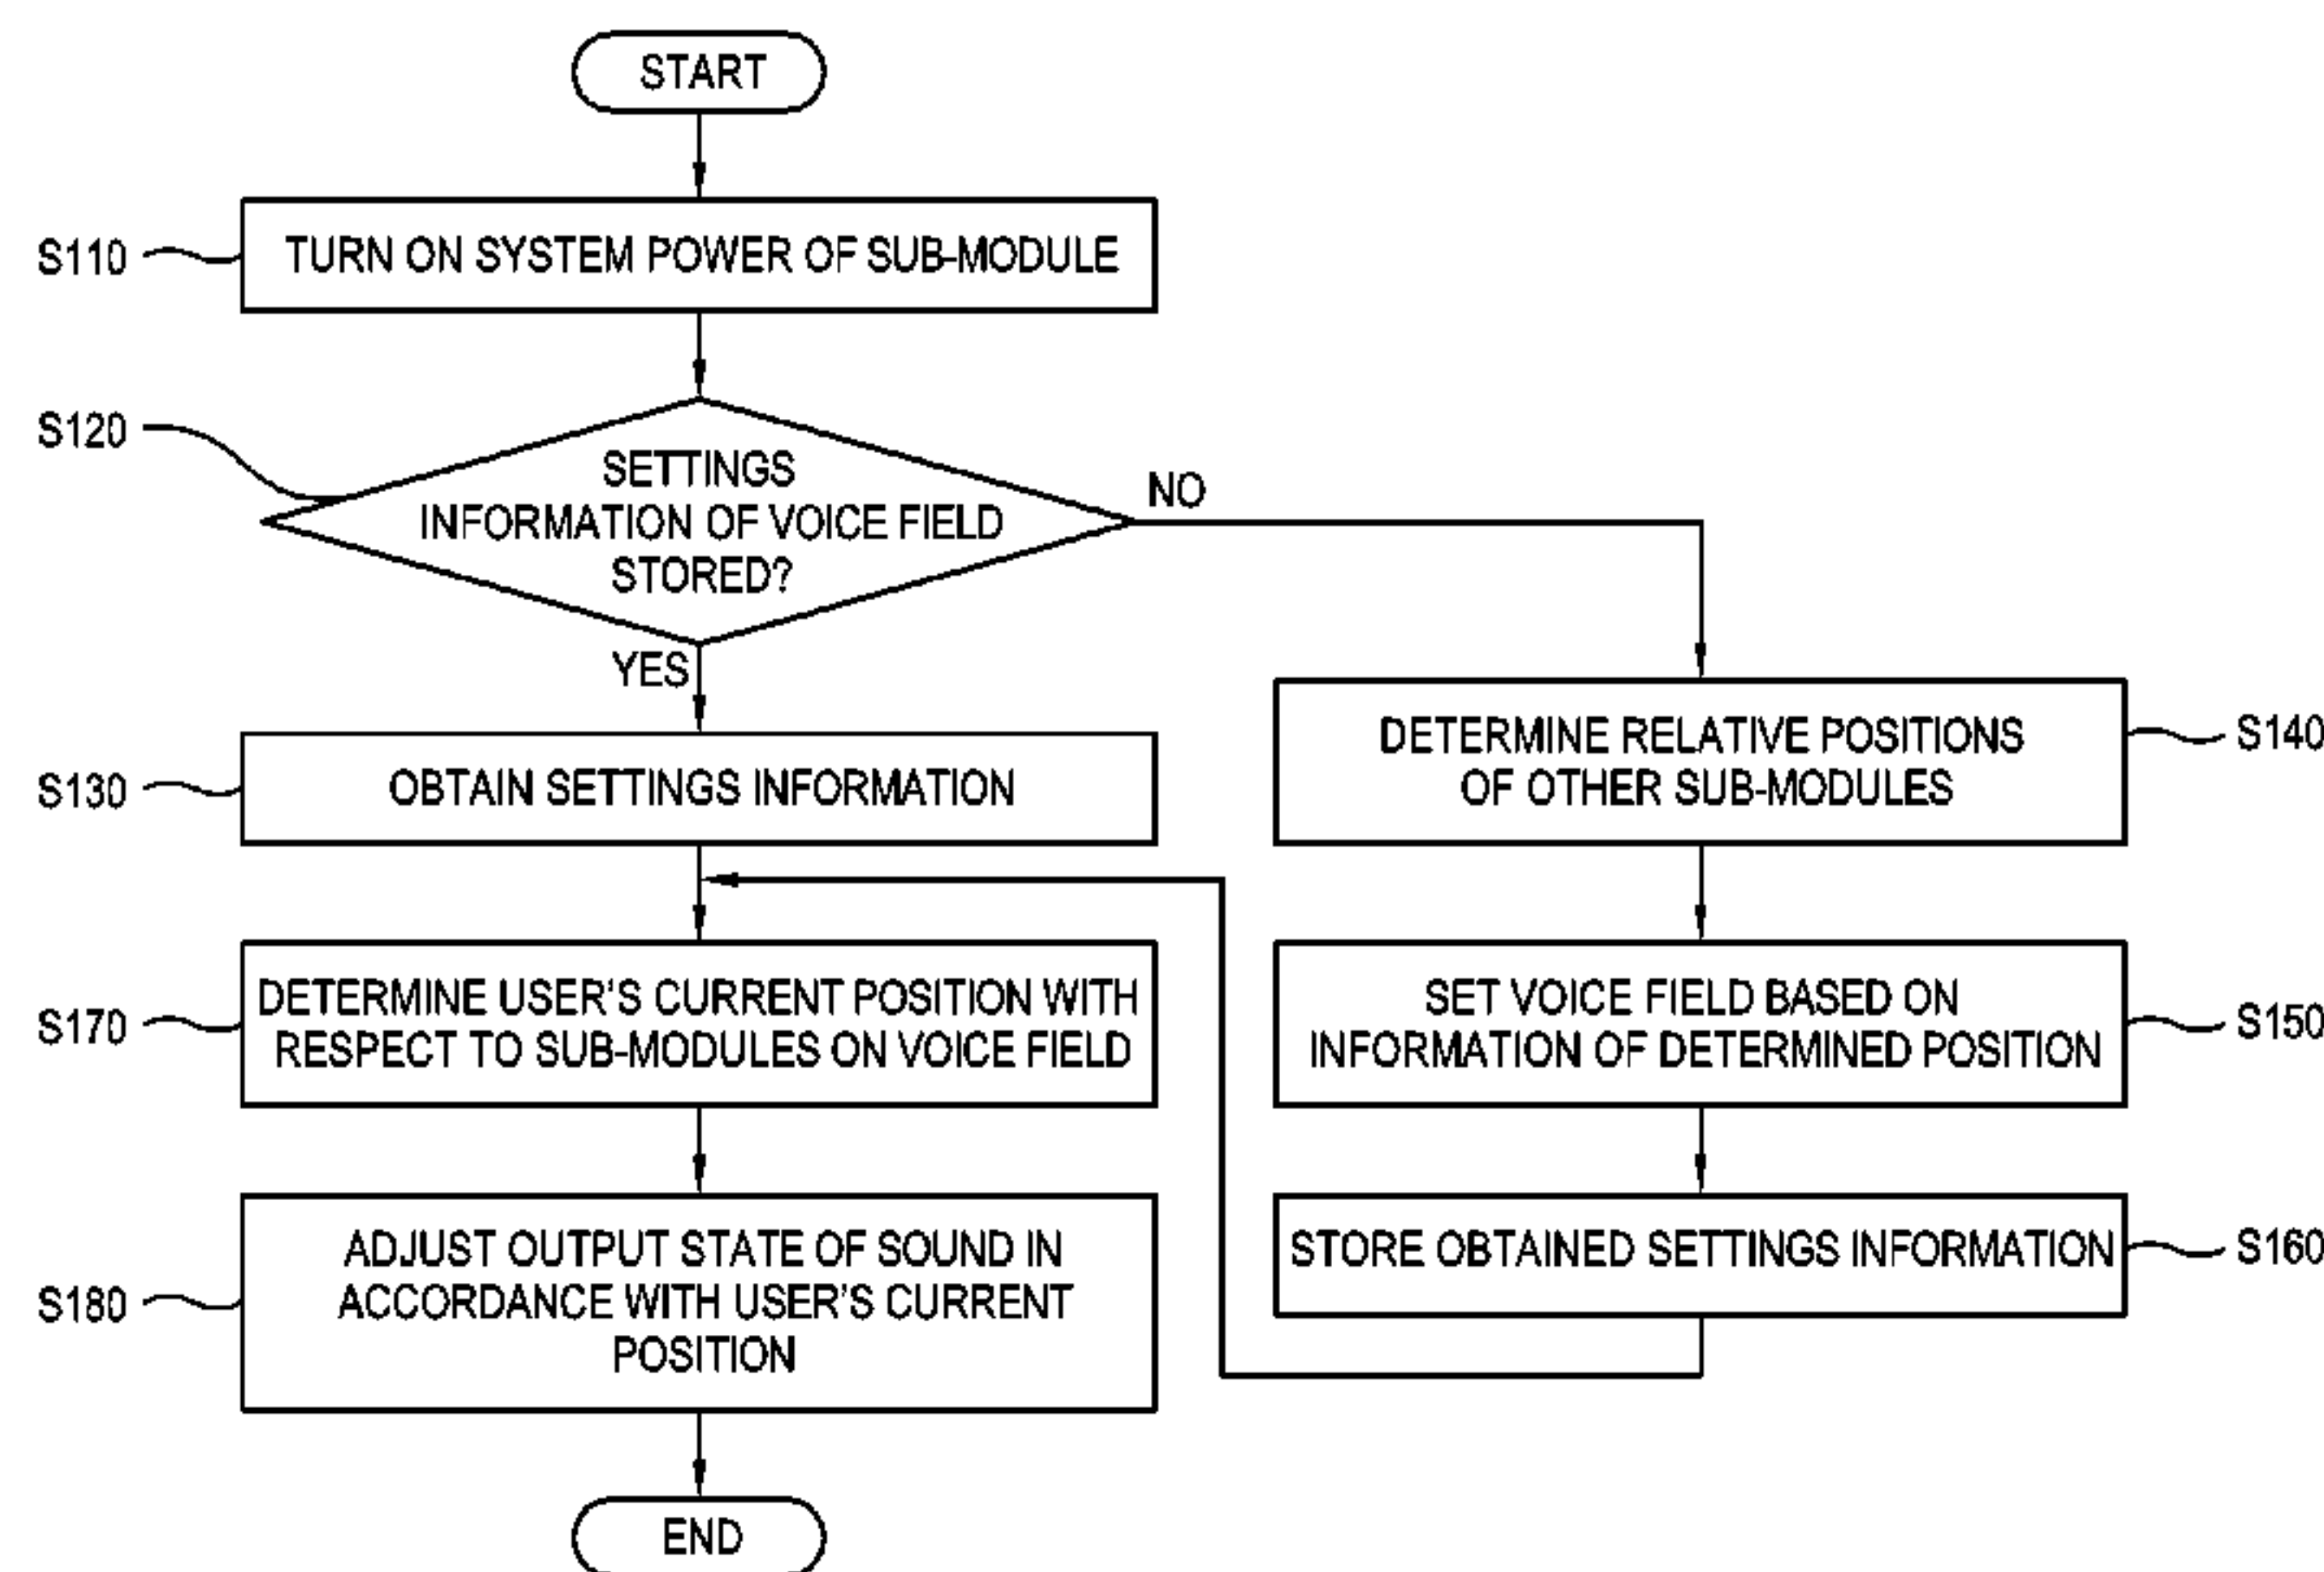 START
S110
TURN ON SYSTEM POWER OF SUB-MODULE
S120
SETTINGS
INFORMATION OF VOICE FIELD
STORED?
NO
YES
S130
OBTAIN SETTINGS INFORMATION
DETERMINE RELATIVE POSITIONS
OF OTHER SUB-MODULES
S140
S170
DETERMINE USER'S CURRENT POSITION WITH
RESPECT TO SUB-MODULES ON VOICE FIELD
SET VOICE FIELD BASED ON
INFORMATION OF DETERMINED POSITION
S150
S180
ADJUST OUTPUT STATE OF SOUND IN
ACCORDANCE WITH USER'S CURRENT
POSITION
STORE OBTAINED SETTINGS INFORMATION
S160
END